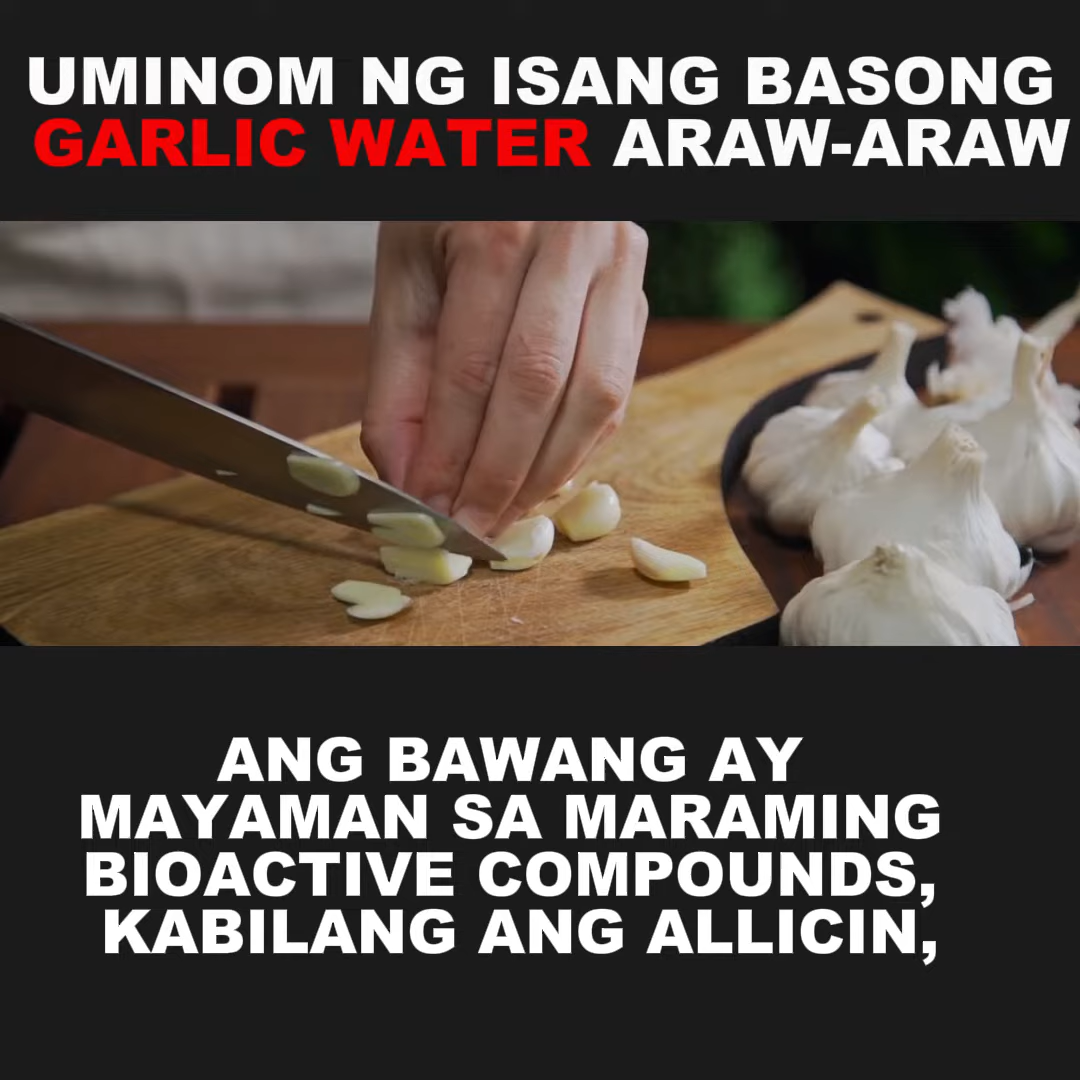 UMINOM NG ISANG BASONG
GARLIC WATER ARAW-ARAW
ANG BAWANG AY
MAYAMAN SA MARAMING
BIOACTIVE COMPOUNDS,
KABILANG ANG ALLICIN,